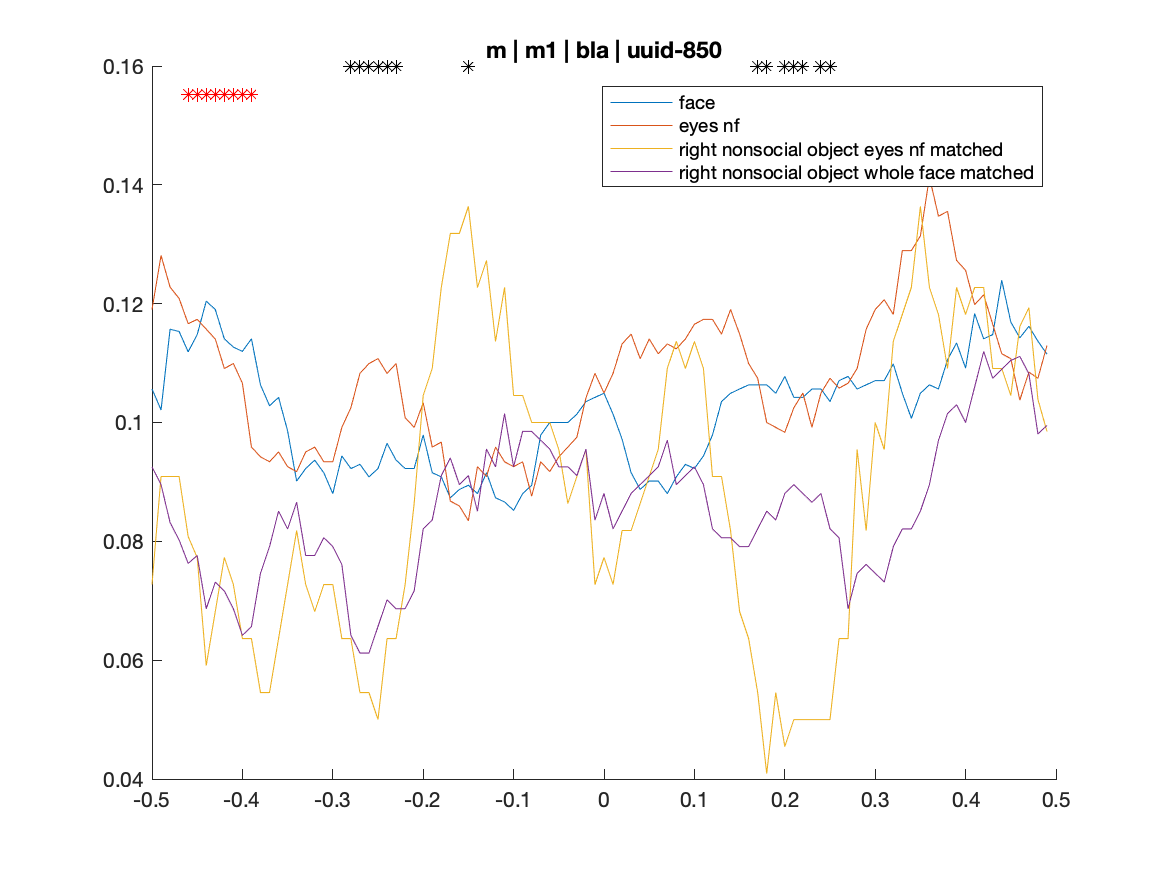 m | m1 | bla | uuid-850
0.16
face
eyes nf
right nonsocial object eyes nf matched
right nonsocial object whole face matched
0.14
0.12
0.1
0.08
0.06
0.04
-0.5 -0.4 -0.3 -0.2 -0.1 0 0.1 0.2 0.3 0.4 0.5